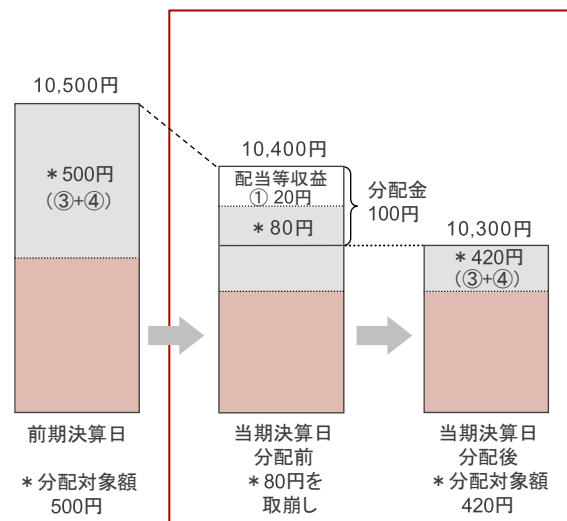 10,500円
*500円
(③+④)
前期決算日
*分配対象額
500円
10,400円
配当等収益
① 20円
*80円
分配金
100円
当期決算日
分配前
*80円を
取崩し
10,300円
*420円
(③+④)
当期決算日
分配後
*分配対象額
420円